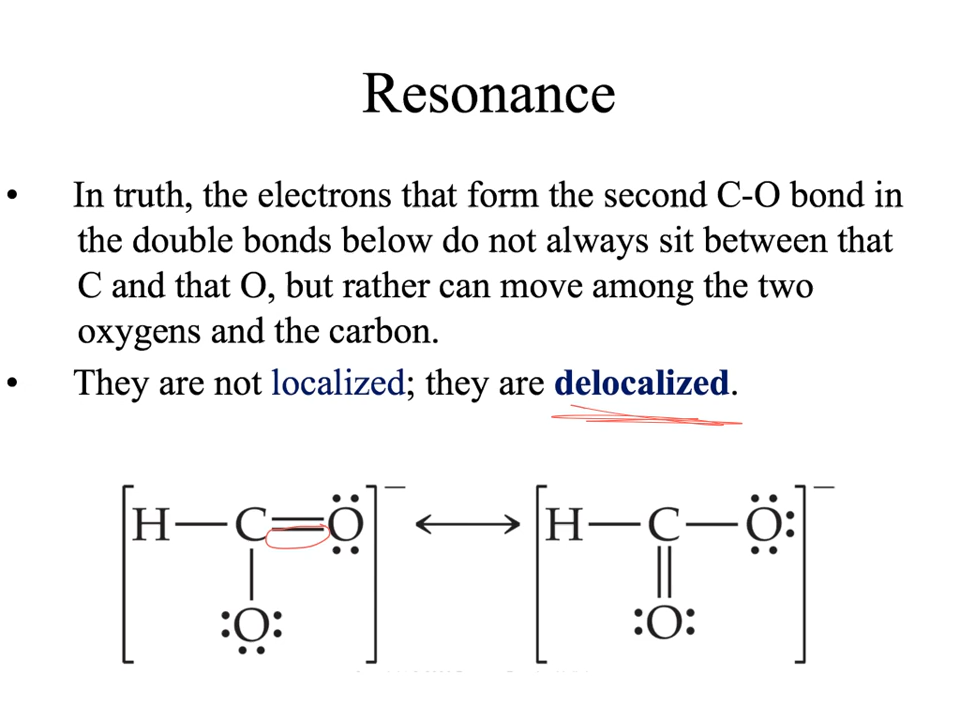 Resonance
• In truth, the electrons that form the second C-O bond in
the double bonds below do not always sit between that
C and that O, but rather can move among the two
oxygens and the carbon.
• They are not localized; they are delocalized.
[H—C=O]⁻ ↔ [H—C—O:]⁻
:O: :O: